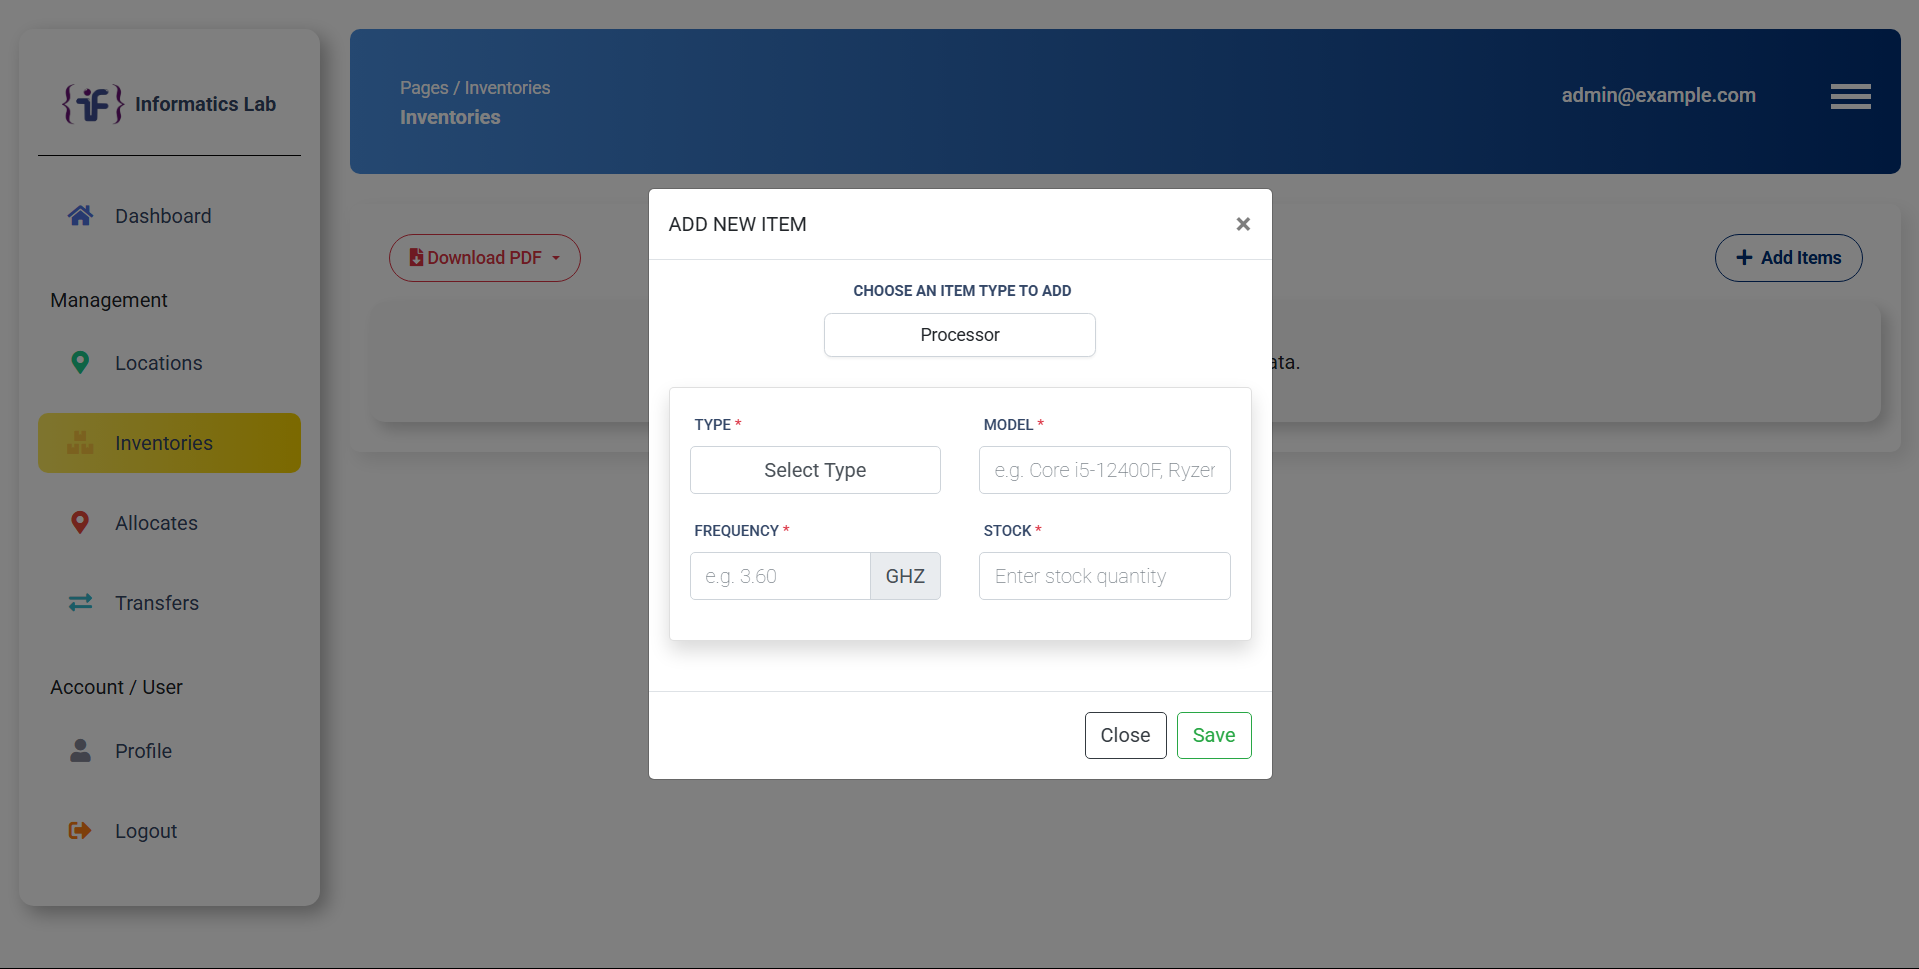 {iF} Informatics Lab
Dashboard
Management
Locations
Inventories
Allocates
Transfers
Account / User
Profile
Logout
Pages / Inventories
Inventories
admin@example.com
Download PDF
Add Items
ata.
ADD NEW ITEM
×
CHOOSE AN ITEM TYPE TO ADD
Processor
TYPE *
MODEL *
Select Type
e.g. Core i5-12400F, Ryzer
FREQUENCY *
STOCK *
e.g. 3.60
GHZ
Enter stock quantity
Close
Save